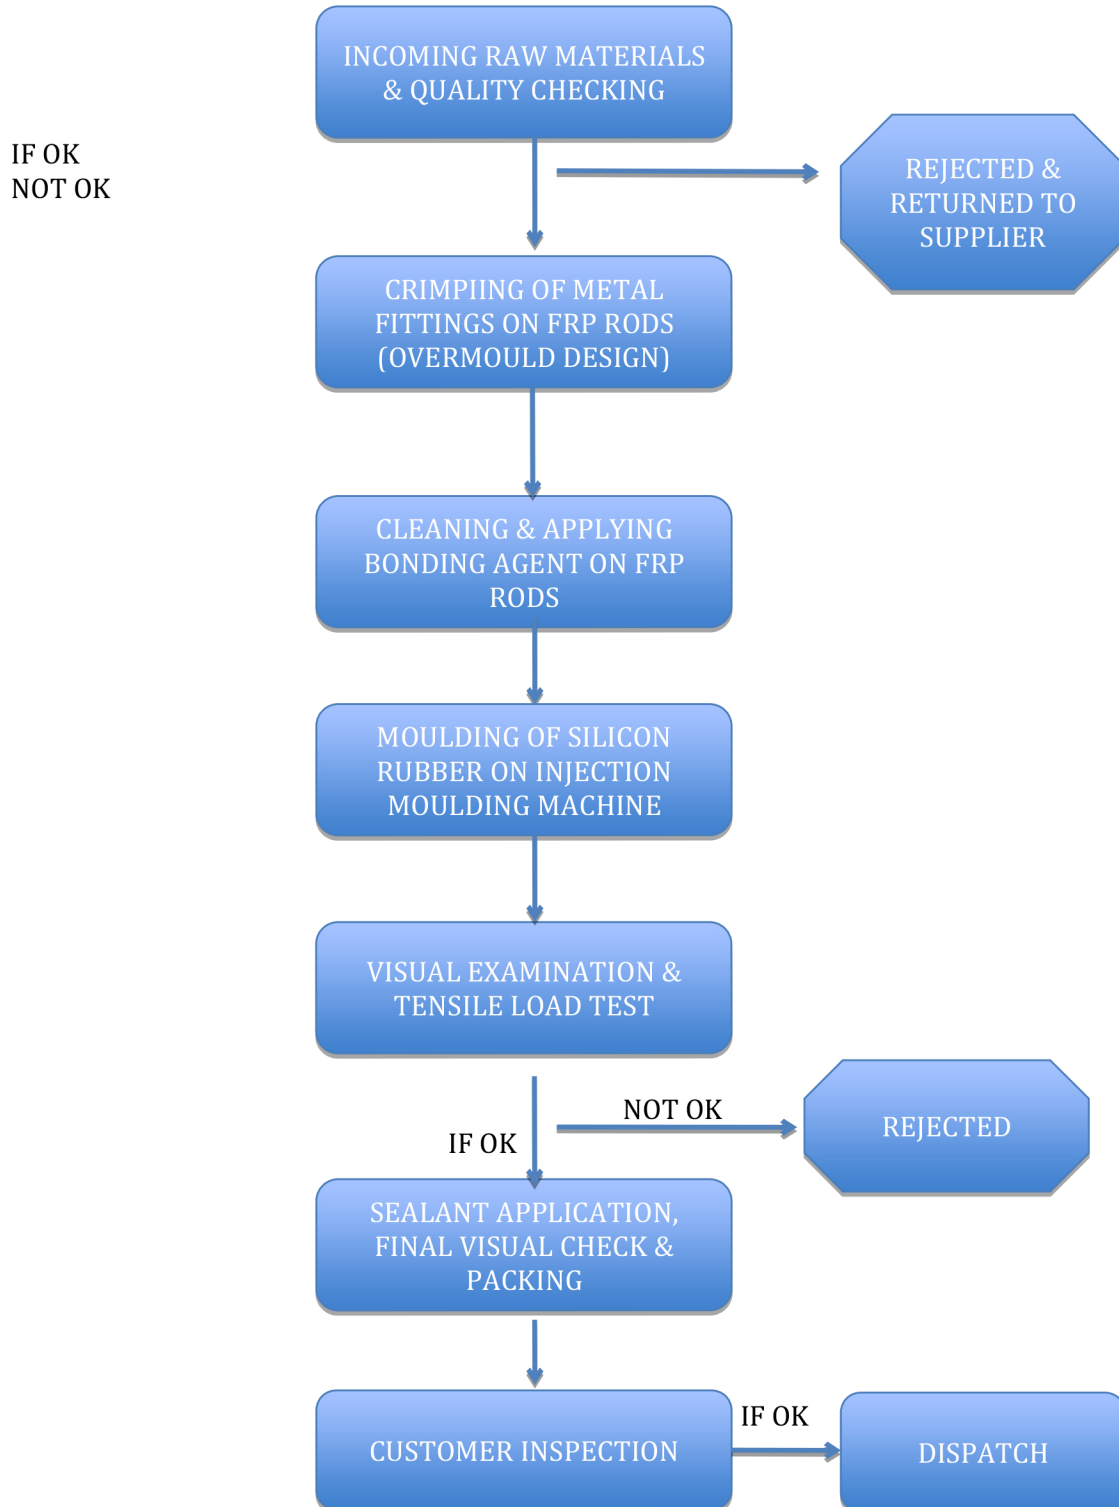 INCOMING RAW MATERIALS
& QUALITY CHECKING
IF OK
NOT OK
REJECTED &
RETURNED TO
SUPPLIER
CRIMPIING OF METAL
FITTINGS ON FRP RODS
(OVERMOULD DESIGN)
CLEANING & APPLYING
BONDING AGENT ON FRP
RODS
MOULDING OF SILICON
RUBBER ON INJECTION
MOULDING MACHINE
VISUAL EXAMINATION &
TENSILE LOAD TEST
NOT OK
IF OK
REJECTED
SEALANT APPLICATION,
FINAL VISUAL CHECK &
PACKING
CUSTOMER INSPECTION
IF OK
DISPATCH